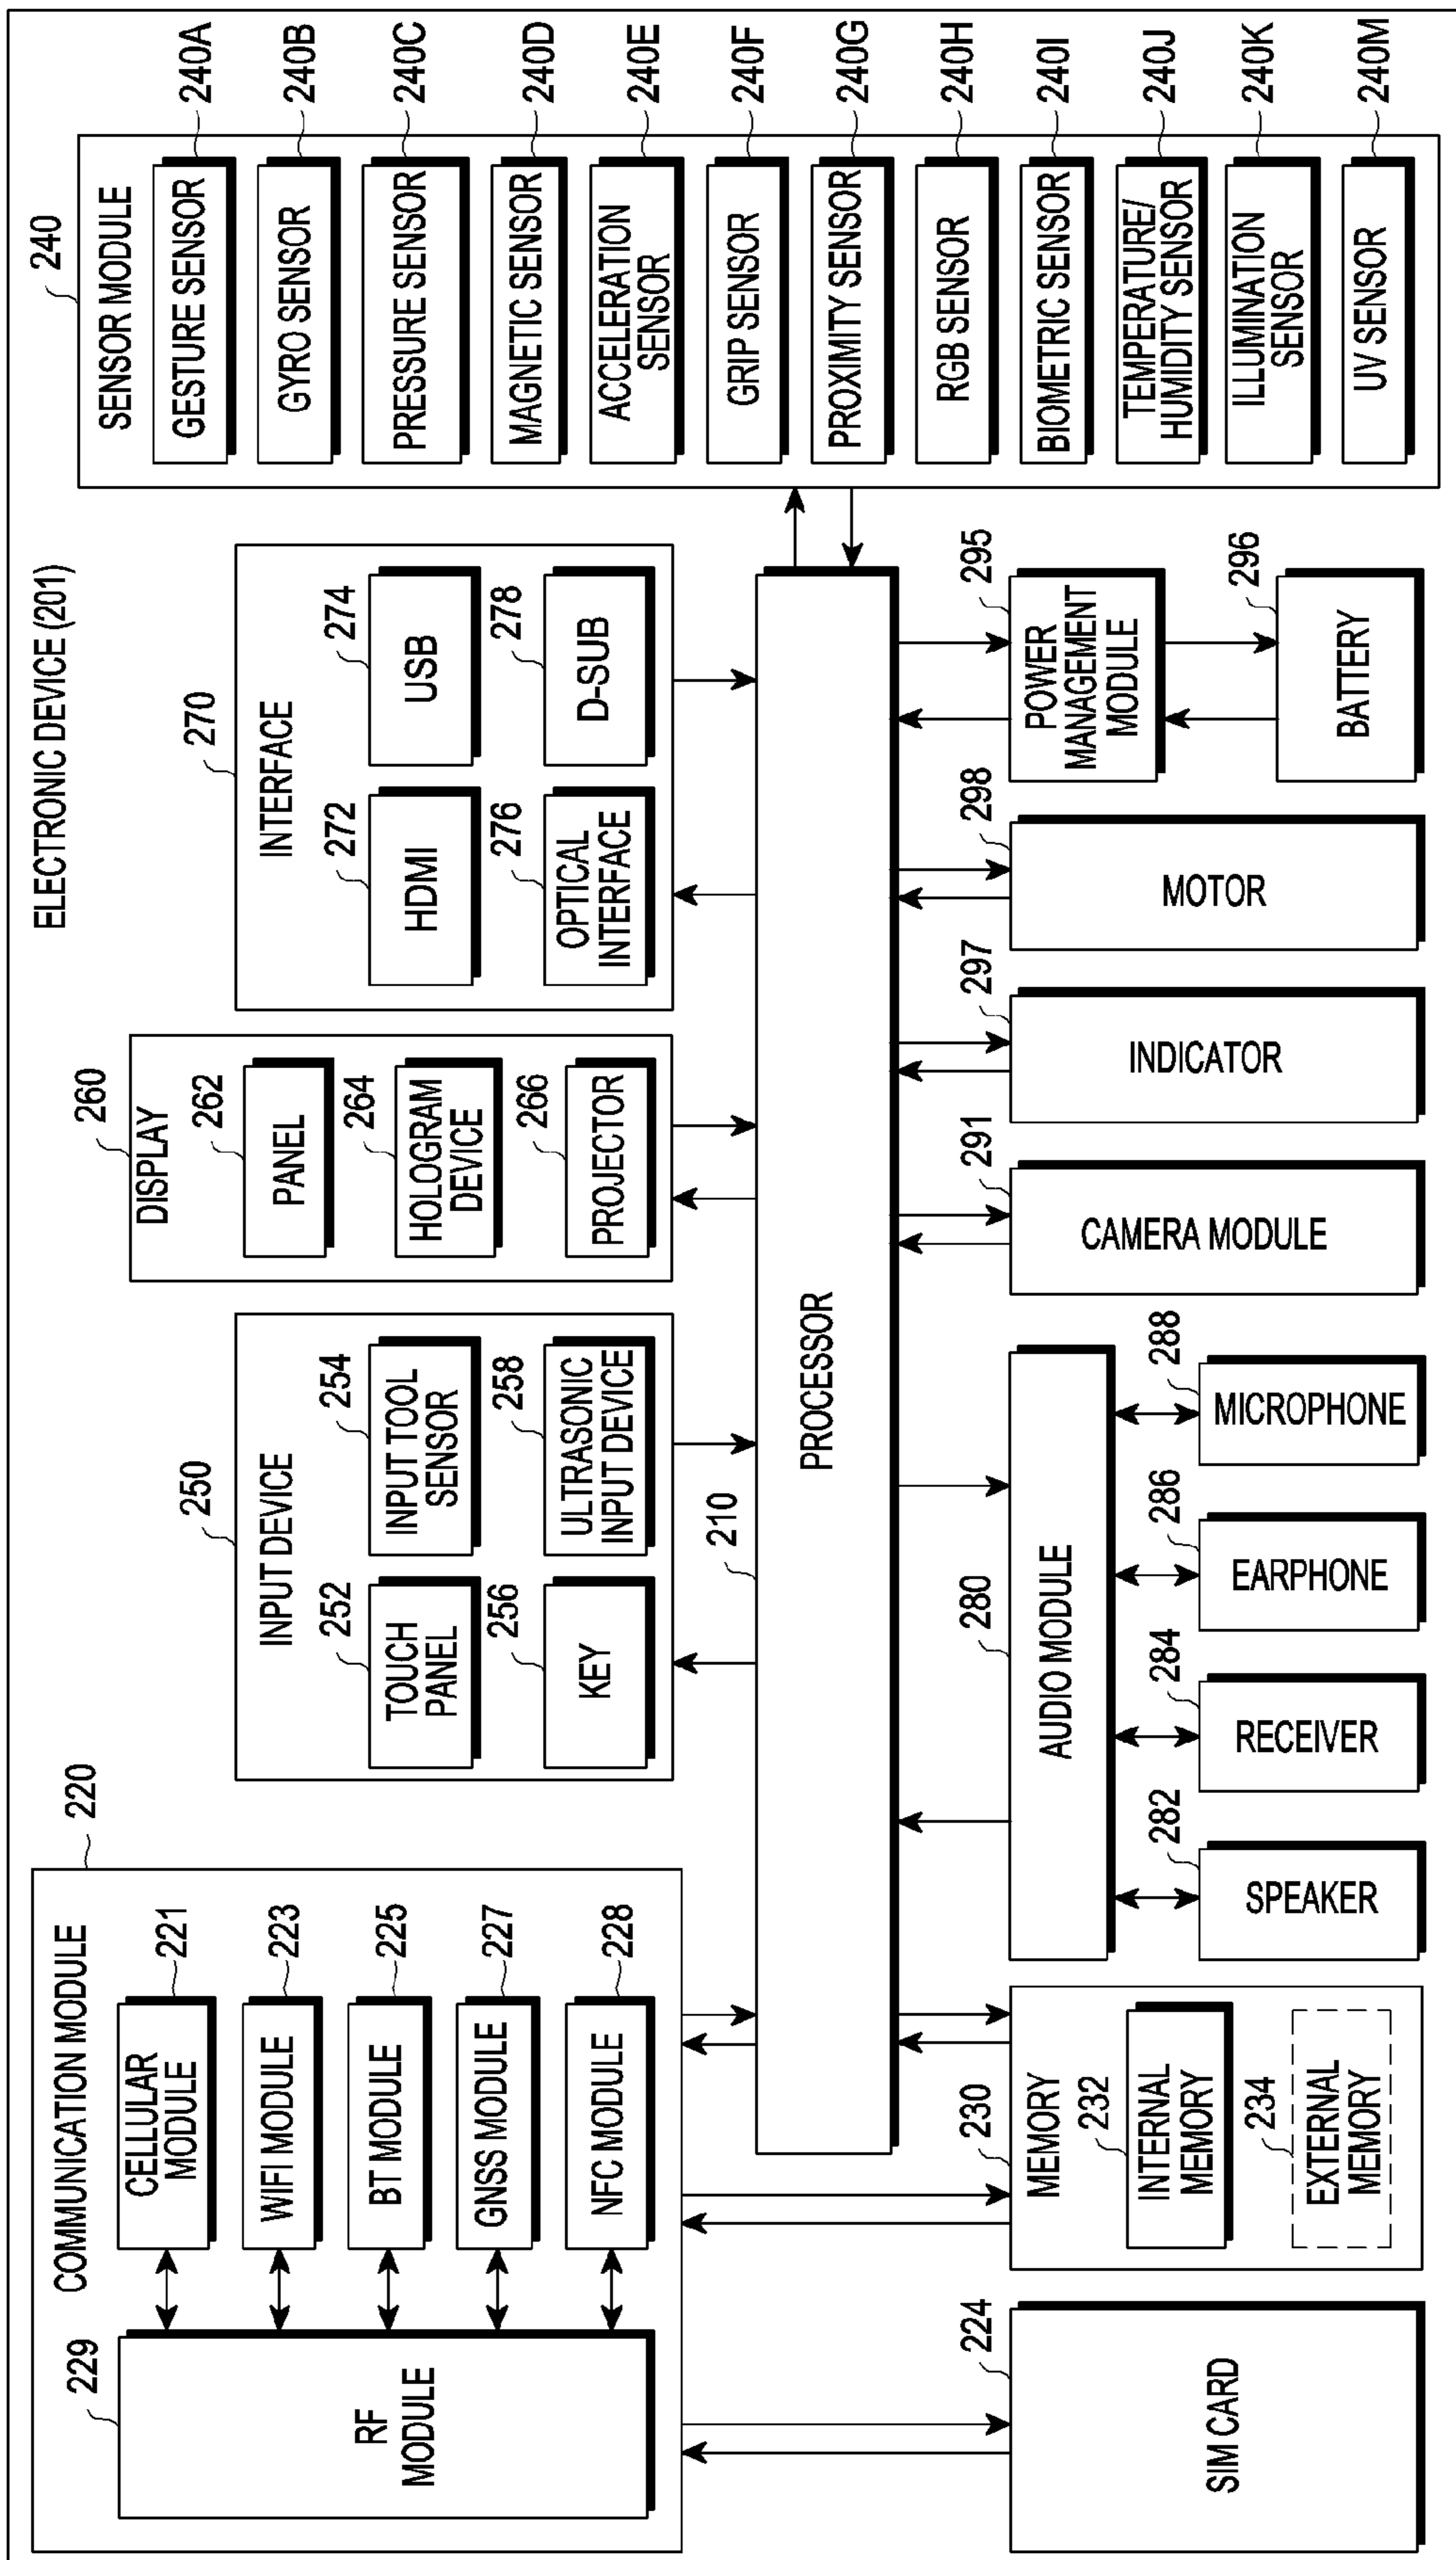 ELECTRONIC DEVICE (201)
220
COMMUNICATION MODULE
229
RF
MODULE
CELLULAR
MODULE
221
WIFI MODULE
223
BT MODULE
225
GNSS MODULE
227
NFC MODULE
228
250
INPUT DEVICE
252
TOUCH
PANEL
254
INPUT TOOL
SENSOR
256
KEY
258
ULTRASONIC
INPUT DEVICE
260
DISPLAY
262
PANEL
264
HOLOGRAM
DEVICE
266
PROJECTOR
270
INTERFACE
272
HDMI
274
USB
276
OPTICAL
INTERFACE
278
D-SUB
240
SENSOR MODULE
GESTURE SENSOR
240A
GYRO SENSOR
240B
PRESSURE SENSOR
240C
MAGNETIC SENSOR
240D
ACCELERATION
SENSOR
240E
GRIP SENSOR
240F
PROXIMITY SENSOR
240G
RGB SENSOR
240H
BIOMETRIC SENSOR
240I
TEMPERATURE/
HUMIDITY SENSOR
240J
ILLUMINATION
SENSOR
240K
UV SENSOR
240M
210
PROCESSOR
224
SIM CARD
230
MEMORY
232
INTERNAL
MEMORY
234
EXTERNAL
MEMORY
280
AUDIO MODULE
282
SPEAKER
284
RECEIVER
286
EARPHONE
288
MICROPHONE
291
CAMERA MODULE
297
INDICATOR
298
MOTOR
295
POWER
MANAGEMENT
MODULE
296
BATTERY